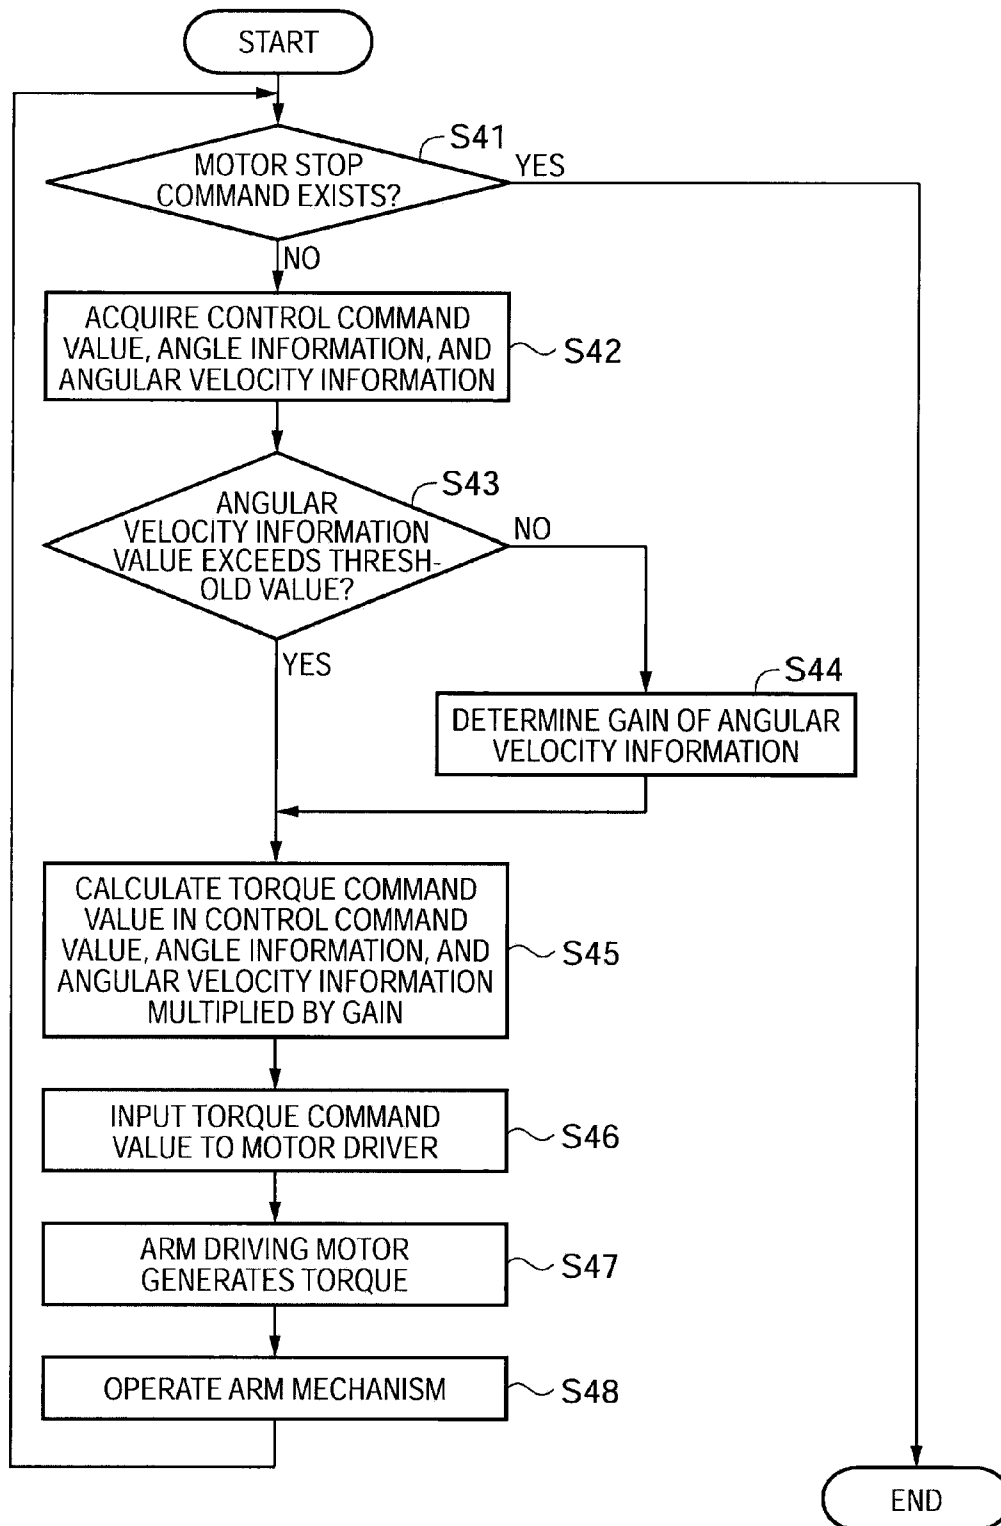 START
S41
MOTOR STOP
COMMAND EXISTS?
YES
NO
ACQUIRE CONTROL COMMAND
VALUE, ANGLE INFORMATION, AND
ANGULAR VELOCITY INFORMATION
S42
S43
ANGULAR
VELOCITY INFORMATION
VALUE EXCEEDS THRESH-
OLD VALUE?
NO
YES
S44
DETERMINE GAIN OF ANGULAR
VELOCITY INFORMATION
CALCULATE TORQUE COMMAND
VALUE IN CONTROL COMMAND
VALUE, ANGLE INFORMATION, AND
ANGULAR VELOCITY INFORMATION
MULTIPLIED BY GAIN
S45
INPUT TORQUE COMMAND
VALUE TO MOTOR DRIVER
S46
ARM DRIVING MOTOR
GENERATES TORQUE
S47
OPERATE ARM MECHANISM
S48
END